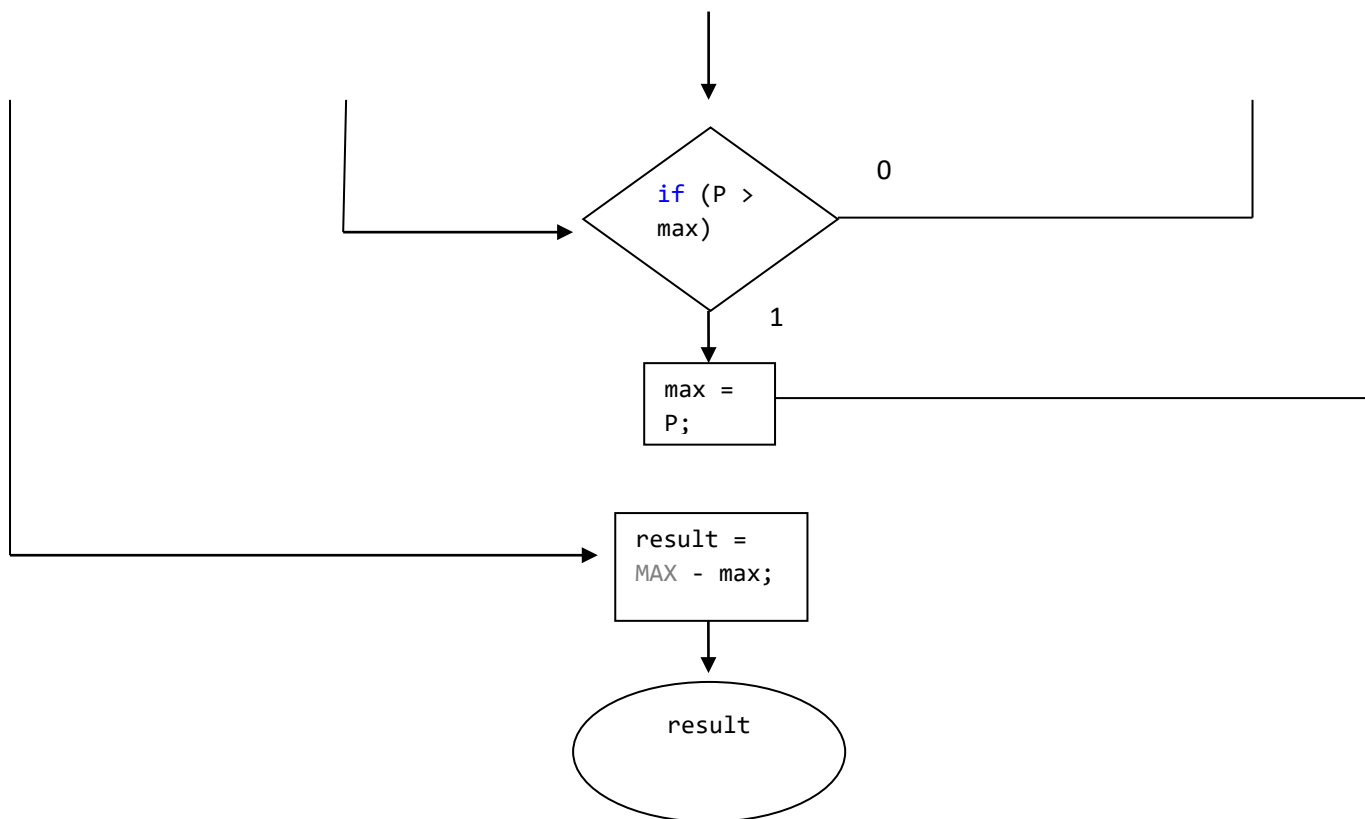 0
if (P >
max)
1
max =
P;
result =
MAX - max;
result